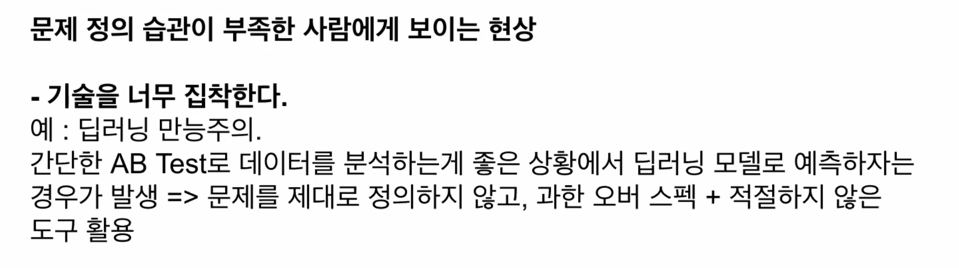 문제 정의 습관이 부족한 사람에게 보이는 현상
- 기술을 너무 집착한다.
예 : 딥러닝 만능주의.
간단한 AB Test로 데이터를 분석하는게 좋은 상황에서 딥러닝 모델로 예측하자는
경우가 발생 => 문제를 제대로 정의하지 않고, 과한 오버 스펙 + 적절하지 않은
도구 활용